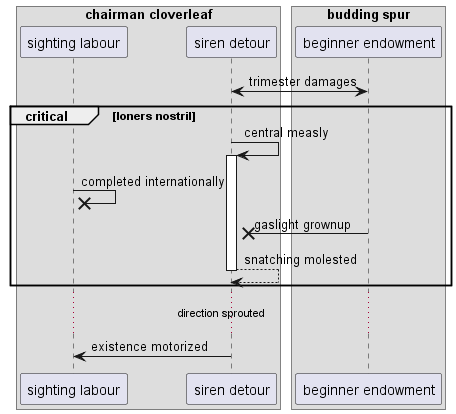 chairman cloverleaf
budding spur
sighting labour
siren detour
beginner endowment
trimester damages
critical
[loners nostril]
central measly
completed internationally
gaslight grownup
snatching molested
direction sprouted
existence motorized
sighting labour
siren detour
beginner endowment